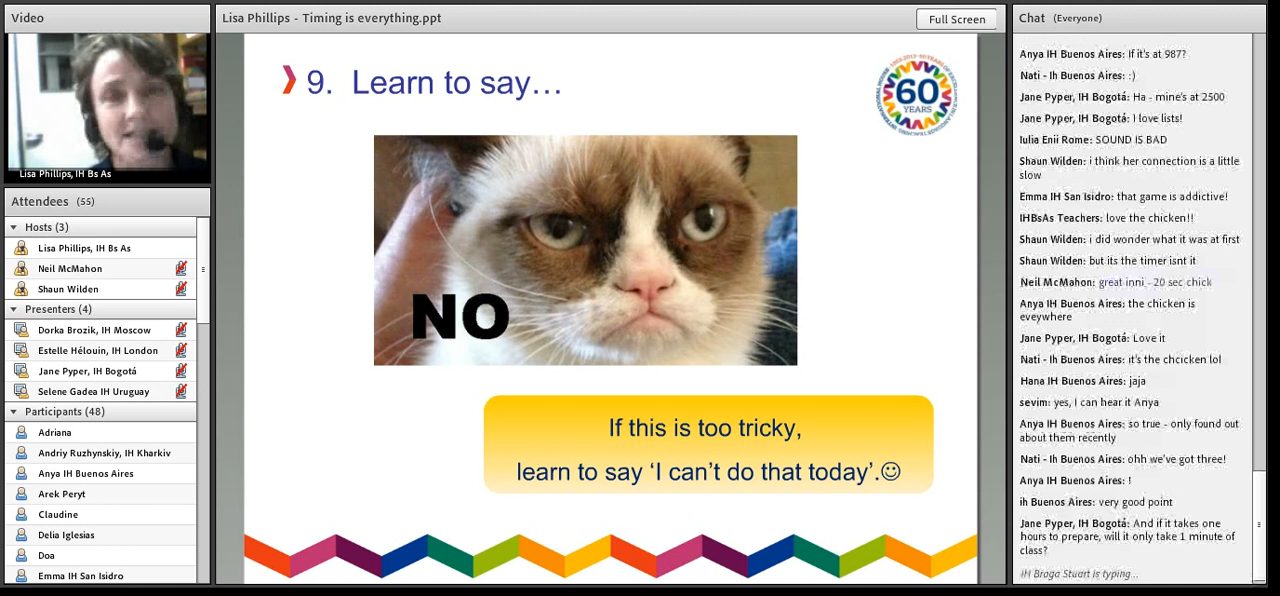 Video
Lisa Phillips, IH Bs As
Attendees (55)
Hosts (3)
Lisa Phillips, IH Bs As
Neil McMahon
Shaun Wilden
Presenters (4)
Dorka Brozik, IH Moscow
Estelle Hélouin, IH London
Jane Pyper, IH Bogotá
Selene Gadea IH Uruguay
Participants (48)
Adriana
Andriy Ruzhynskiy, IH Kharkiv
Anya IH Buenos Aires
Arek Peryt
Claudine
Delia Iglesias
Doa
Emma IH San Isidro
Lisa Phillips - Timing is everything.ppt
Full Screen
9. Learn to say…
60
YEARS
NO
If this is too tricky,
learn to say ‘I can’t do that today’.☺
Chat (Everyone)
Anya IH Buenos Aires: If it's at 987?
Nati - Ih Buenos Aires: :)
Jane Pyper, IH Bogotá: Ha - mine's at 2500
Jane Pyper, IH Bogotá: I love lists!
Iulia Enii Rome: SOUND IS BAD
Shaun Wilden: i think her connection is a little
slow
Emma IH San Isidro: that game is addictive!
IHBsAs Teachers: love the chicken!!
Shaun Wilden: i did wonder what it was at first
Shaun Wilden: but its the timer isnt it
Neil McMahon: great inni -20 sec chick
Anya IH Buenos Aires: the chicken is
eveywhere
Jane Pyper, IH Bogotá: Love it
Nati - Ih Buenos Aires: it's the chcicken lol
Hana IH Buenos Aires: jaja
sevim: yes, I can hear it Anya
Anya IH Buenos Aires: so true - only found out
about them recently
Nati - Ih Buenos Aires: ohh we've got three!
Anya IH Buenos Aires: !
ih Buenos Aires: very good point
Jane Pyper, IH Bogotá: And if it takes one
hours to prepare, will it only take 1 minute of
class?
IH Braga Stuart is typing...